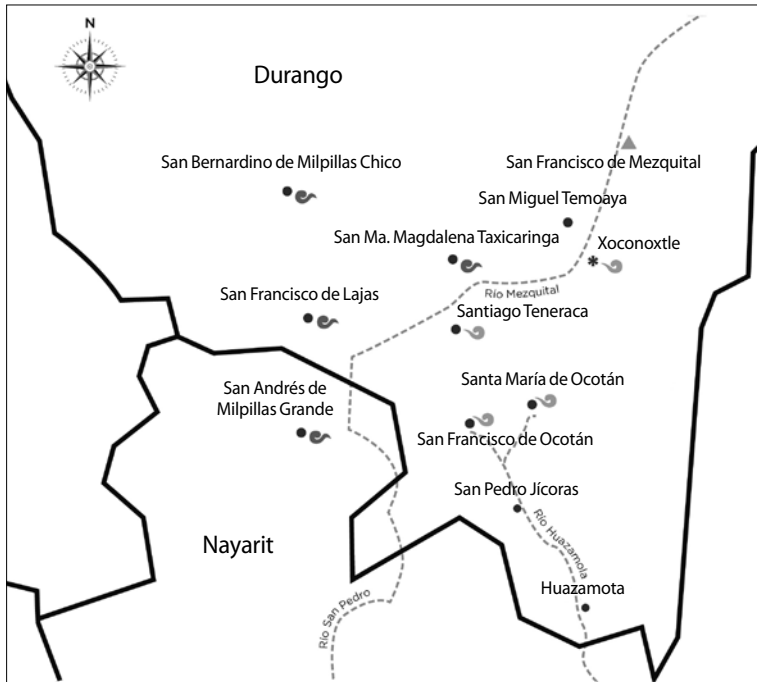 N
Durango
San Bernardino de Milpillas Chico
San Francisco de Mezquital
San Miguel Temoaya
San Ma. Magdalena Taxicaringa
Xoconoxtle
*
Río Mezquital
San Francisco de Lajas
Santiago Teneraca
San Andrés de
Milpillas Grande
Santa María de Ocotán
San Francisco de Ocotán
San Pedro Jícoras
Río Huazamola
Nayarit
Huazamota
Río San Pedro